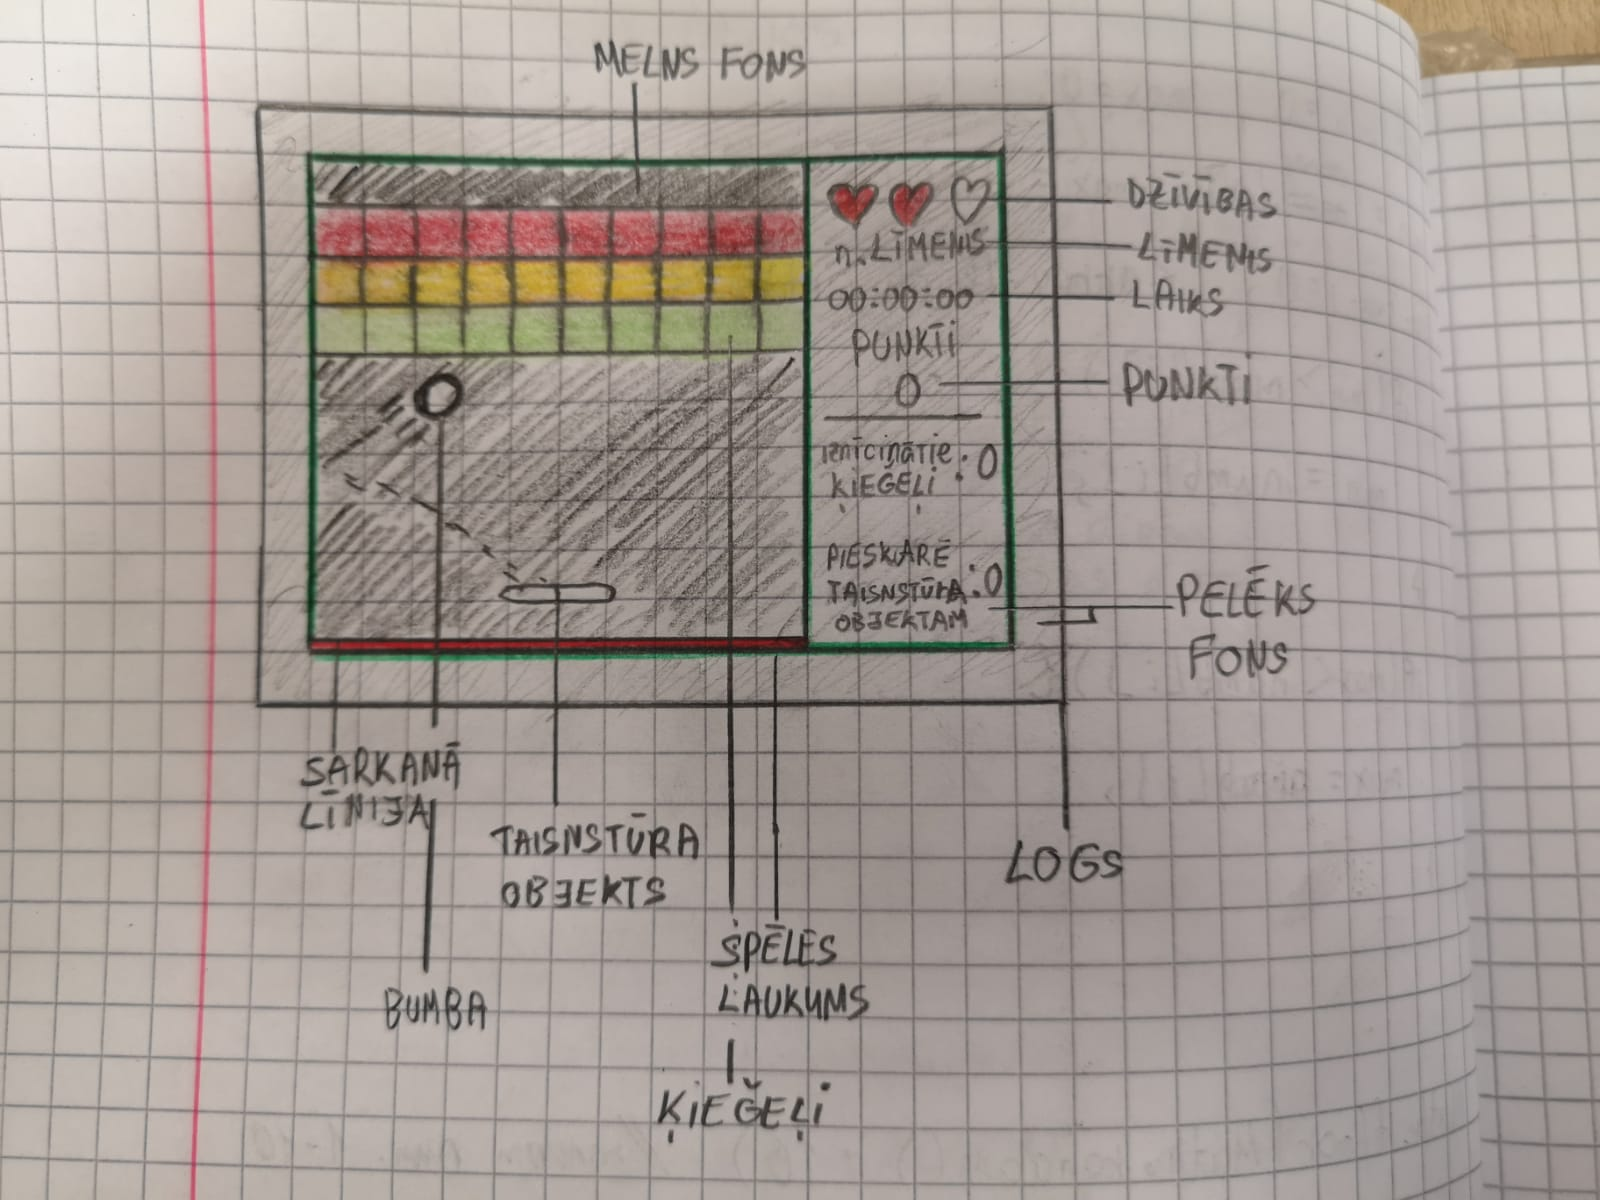 MELNS FONS
DZĪVĪBAS
n. LĪMENIS
LĪMENIS
00:00:00
LAIKS
PUNKTI
0
PUNKTI
IZNĪCINĀTIE : 0
ĶIEĢEĻI
PIESKARE
TAISNSTŪRA : 0
OBJEKTAM
PELĒKS
FONS
SARKANĀ
LĪNIJA
TAISNSTŪRA
OBJEKTS
LOGS
SPĒLES
LAUKUMS
BUMBA
ĶIEĢEĻI